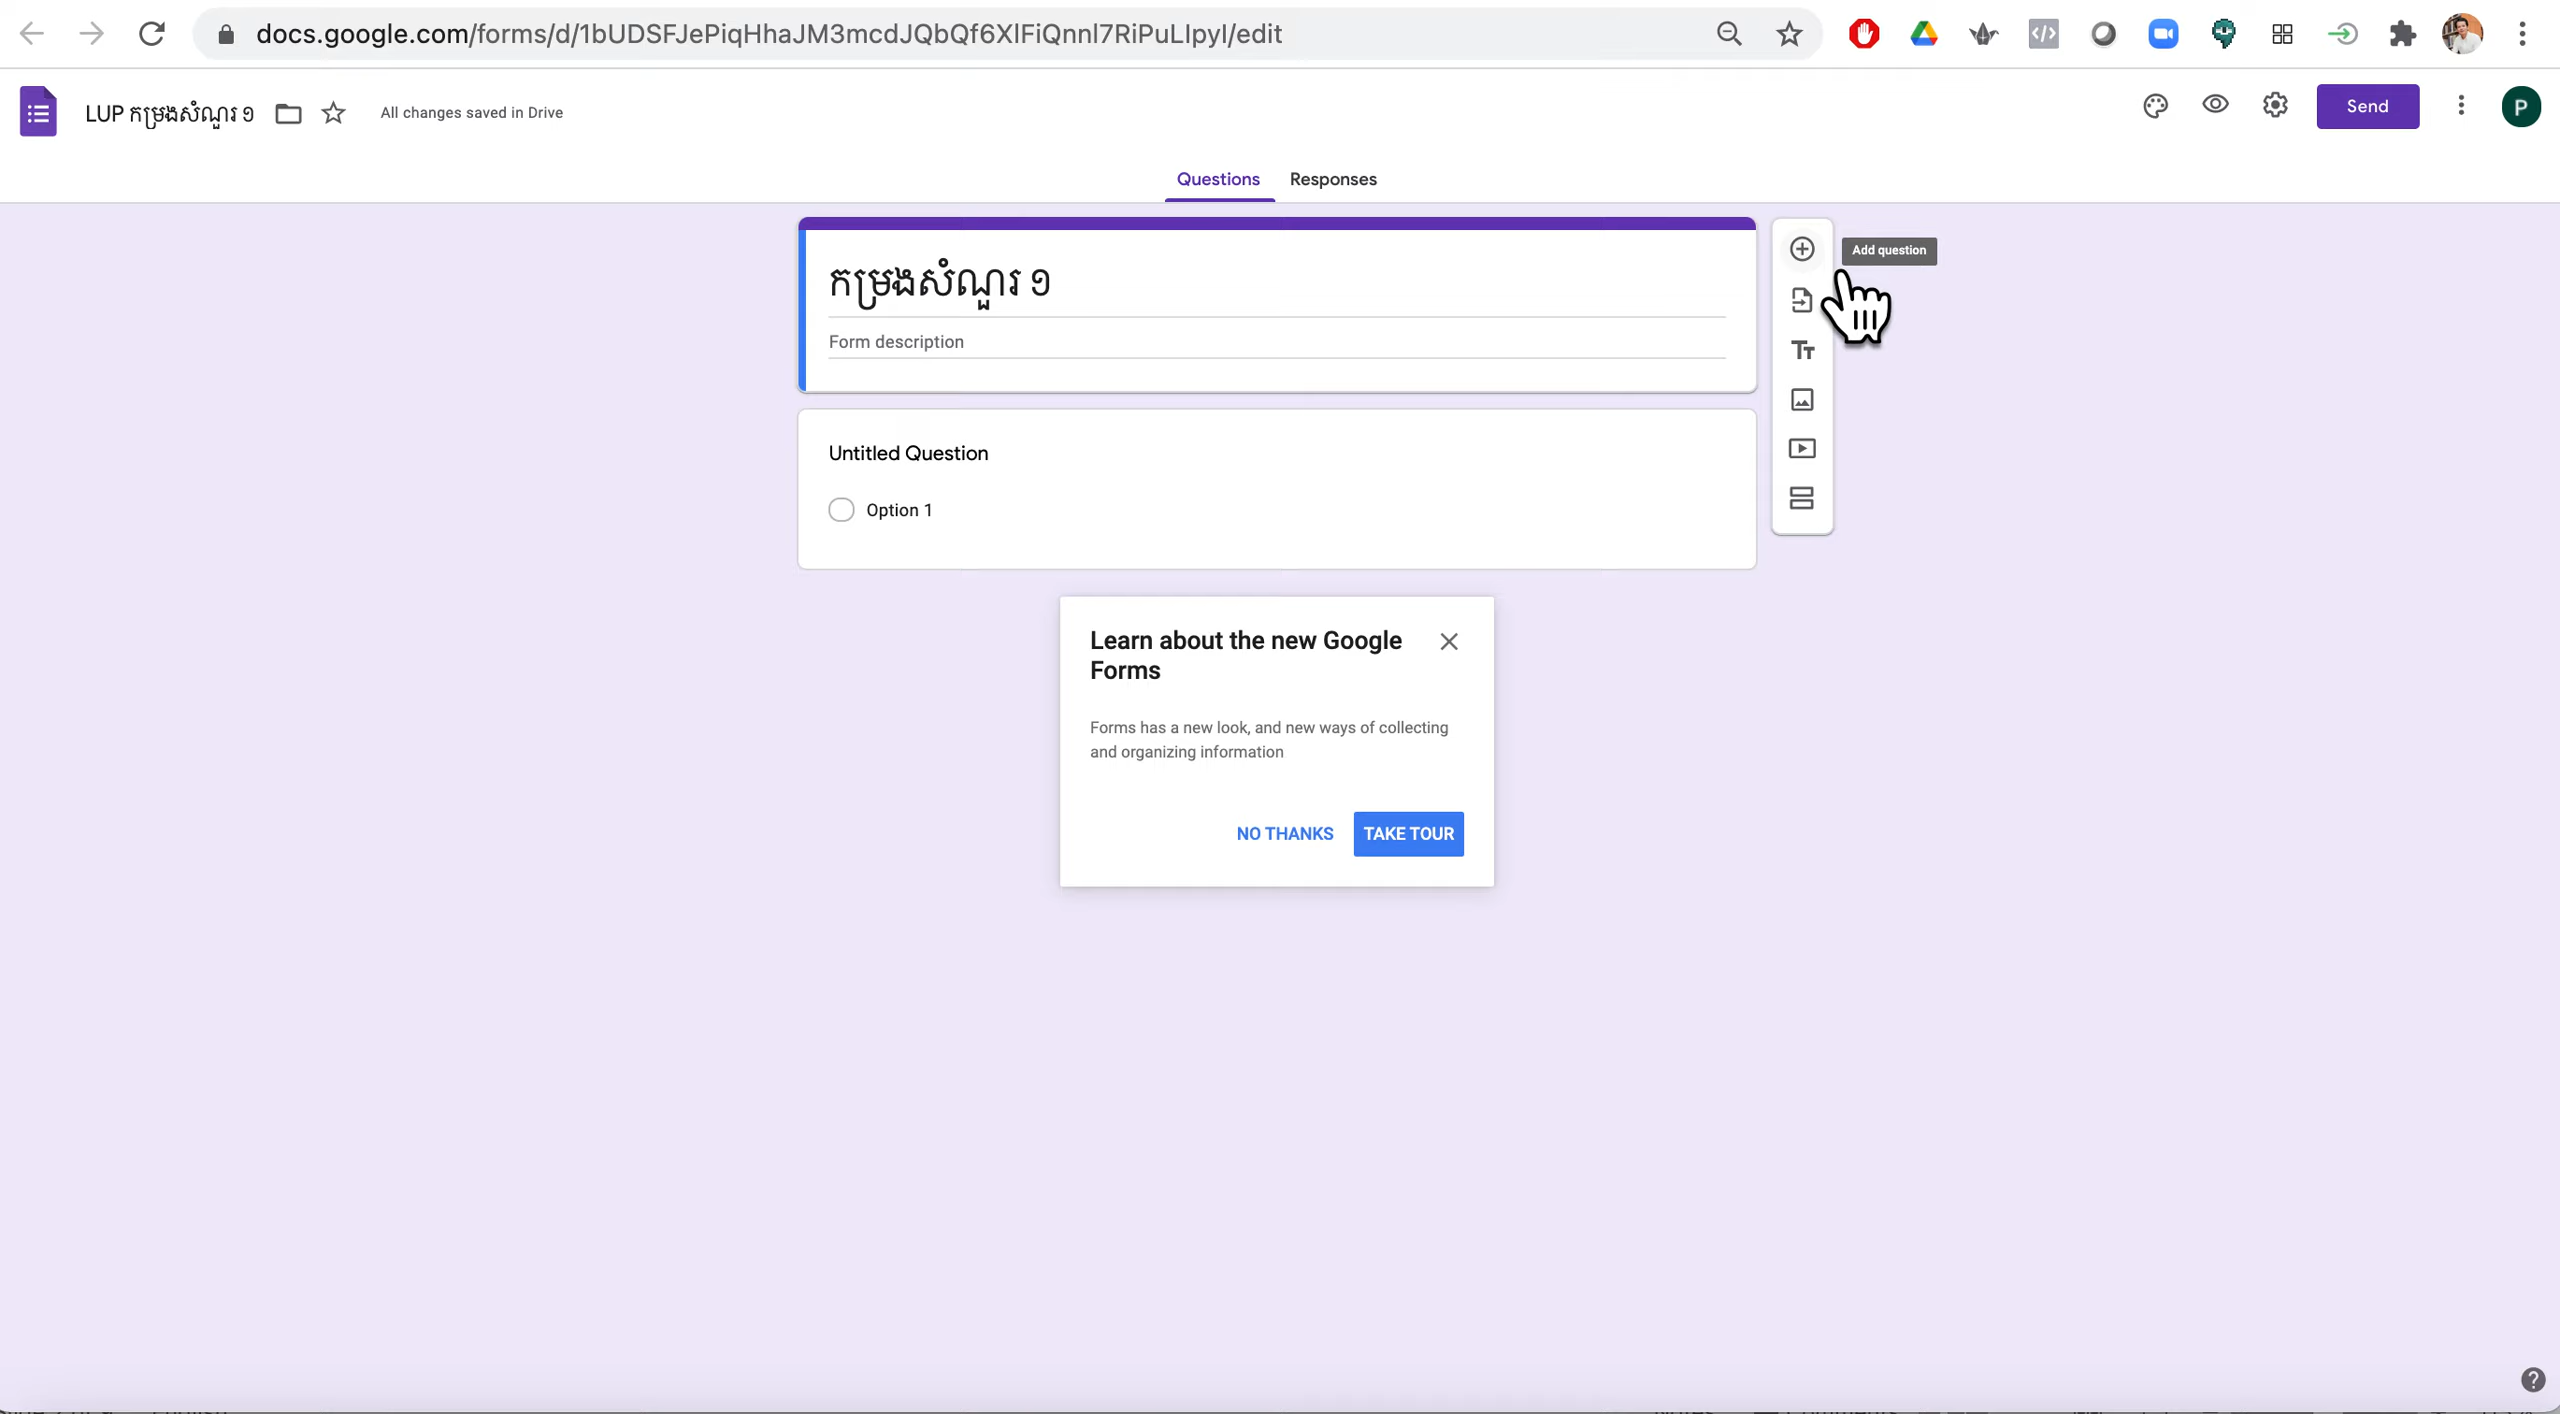 docs.google.com/forms/d/1bUDSFJePiqHhaJM3mcdJQbQf6XlFiQnnl7RiPuLIpyI/edit
LUP កម្រងសំណួរ ១
All changes saved in Drive
Send
P
Questions
Responses
កម្រងសំណួរ ១
Add question
Form description
Untitled Question
Option 1
Learn about the new Google
Forms
Forms has a new look, and new ways of collecting
and organizing information
NO THANKS
TAKE TOUR